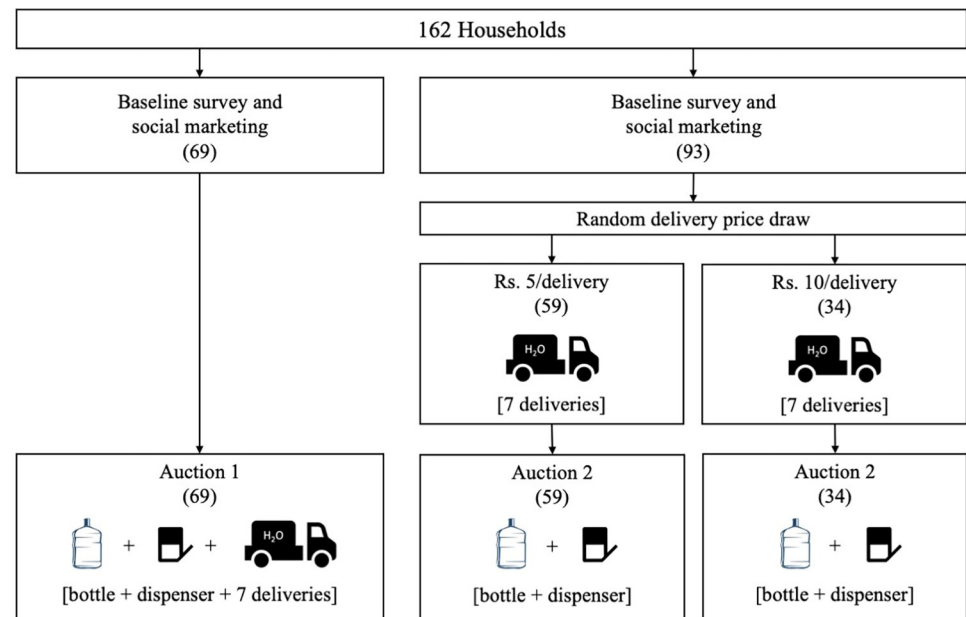 162 Households
Baseline survey and
social marketing
(69)
Baseline survey and
social marketing
(93)
Random delivery price draw
Rs. 5/delivery
(59)
H₂O
[7 deliveries]
Rs. 10/delivery
(34)
H₂O
[7 deliveries]
Auction 1
(69)
+ + H₂O
[bottle + dispenser + 7 deliveries]
Auction 2
(59)
+
[bottle + dispenser]
Auction 2
(34)
+
[bottle + dispenser]